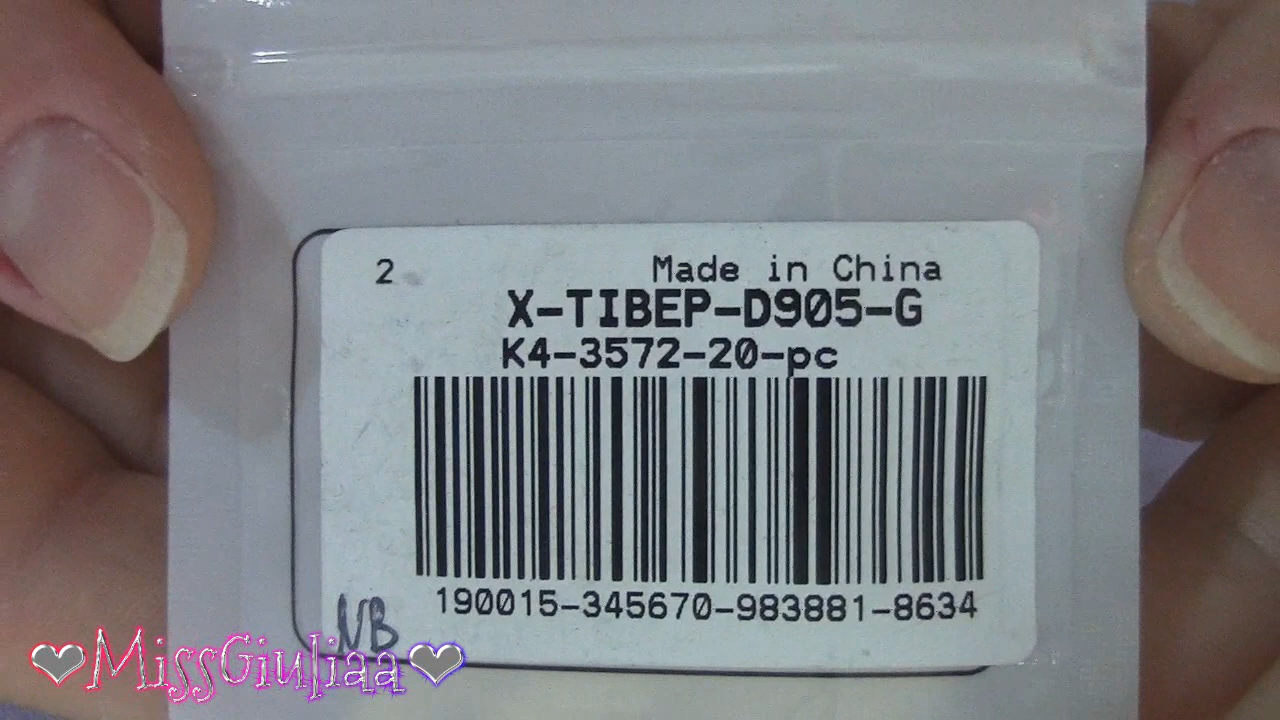 2
Made in China
X-TIBEP-D905-G
K4-3572-20-pc
190015-345670-983881-8634
NB
MissGiuliaa